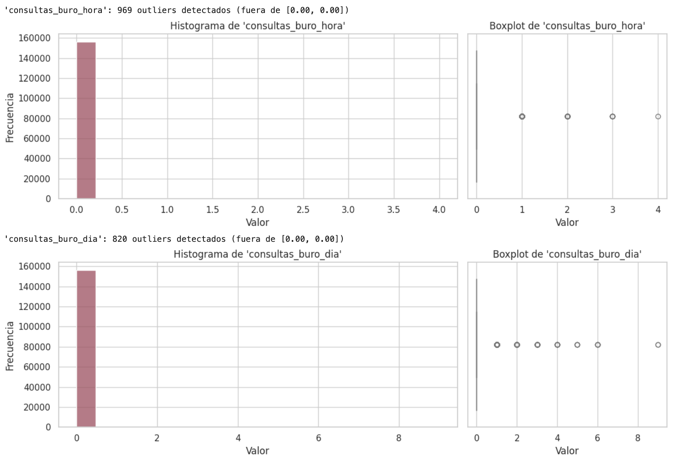 'consultas_buro_hora': 969 outliers detectados (fuera de [0.00, 0.00])
Histograma de 'consultas_buro_hora'
Frecuencia
160000
140000
120000
100000
80000
60000
40000
20000
0
0.0 0.5 1.0 1.5 2.0 2.5 3.0 3.5 4.0
Valor
Boxplot de 'consultas_buro_hora'
0 1 2 3 4
Valor
'consultas_buro_dia': 820 outliers detectados (fuera de [0.00, 0.00])
Histograma de 'consultas_buro_dia'
Frecuencia
160000
140000
120000
100000
80000
60000
40000
20000
0
0 2 4 6 8
Valor
Boxplot de 'consultas_buro_dia'
0 2 4 6 8
Valor